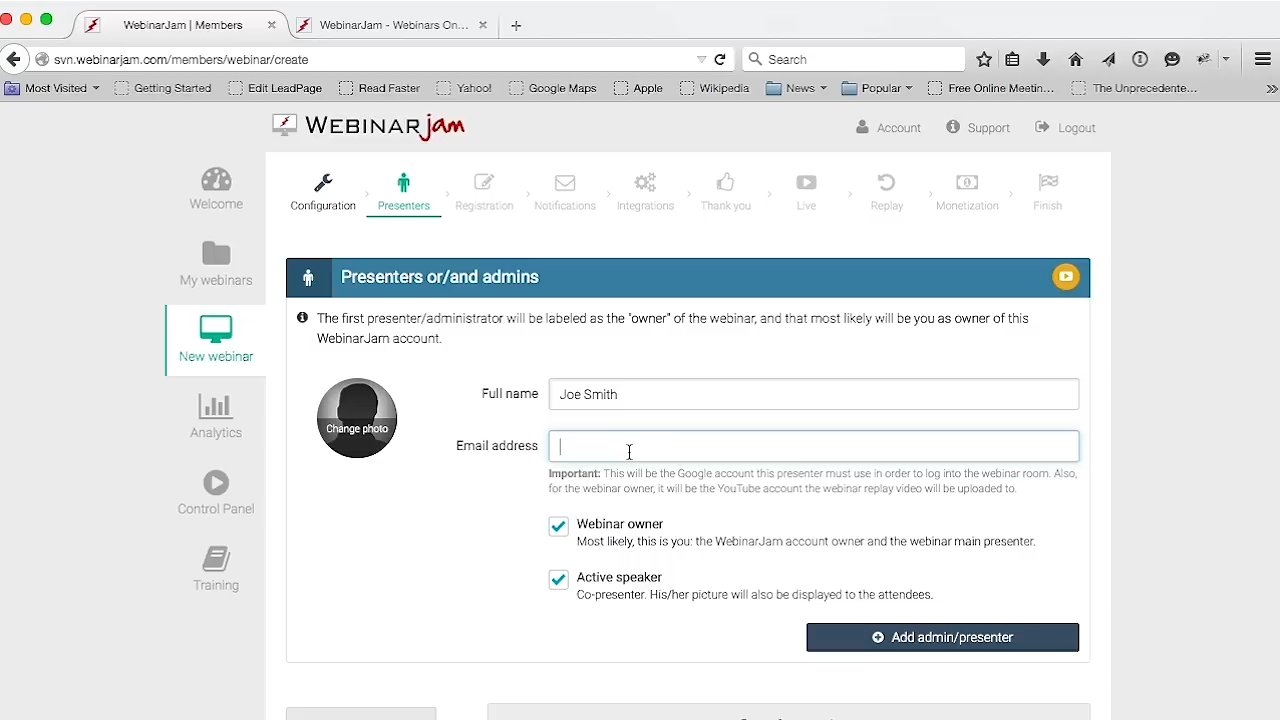 WebinarJam | Members
WebinarJam - Webinars On...
svn.webinarjam.com/members/webinar/create
Search
Most Visited
Getting Started
Edit LeadPage
Read Faster
Yahoo!
Google Maps
Apple
Wikipedia
News
Popular
Free Online Meetin...
The Unprecedente...
WEBINARjam
Account
Support
Logout
Welcome
My webinars
New webinar
Analytics
Control Panel
Training
Configuration
Presenters
Registration
Notifications
Integrations
Thank you
Live
Replay
Monetization
Finish
Presenters or/and admins
The first presenter/administrator will be labeled as the "owner" of the webinar, and that most likely will be you as owner of this
WebinarJam account.
Change photo
Full name
Joe Smith
Email address
Important: This will be the Google account this presenter must use in order to log into the webinar room. Also,
for the webinar owner, it will be the YouTube account the webinar replay video will be uploaded to.
Webinar owner
Most likely, this is you: the WebinarJam account owner and the webinar main presenter.
Active speaker
Co-presenter. His/her picture will also be displayed to the attendees.
Add admin/presenter